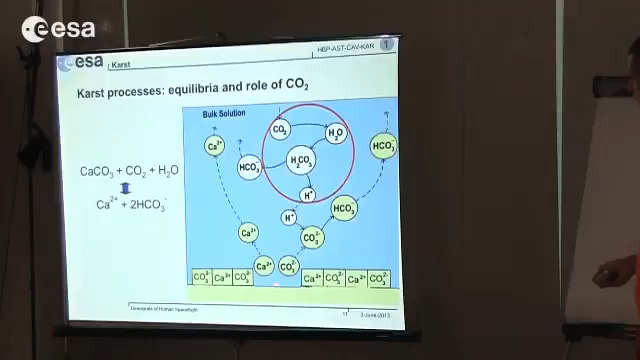 esa
esa
Karst
HBP-AST-CAV-KAR 1
Karst processes: equilibria and role of CO₂
Bulk Solution
CO₂
H₂O
Ca²⁺
HCO₃⁻
H₂CO₃
HCO₃⁻
H⁺
CaCO₃ + CO₂ + H₂O
Ca²⁺ + 2HCO₃⁻
H⁺
HCO₃⁻
Ca²⁺
CO₃²⁻
Ca²⁺
CO₃²⁻
CO₃²⁻ Ca²⁺ CO₃²⁻
Ca²⁺ CO₃²⁻ Ca²⁺ CO₃²⁻
Directorate of Human Spaceflight
11
3-June-2013